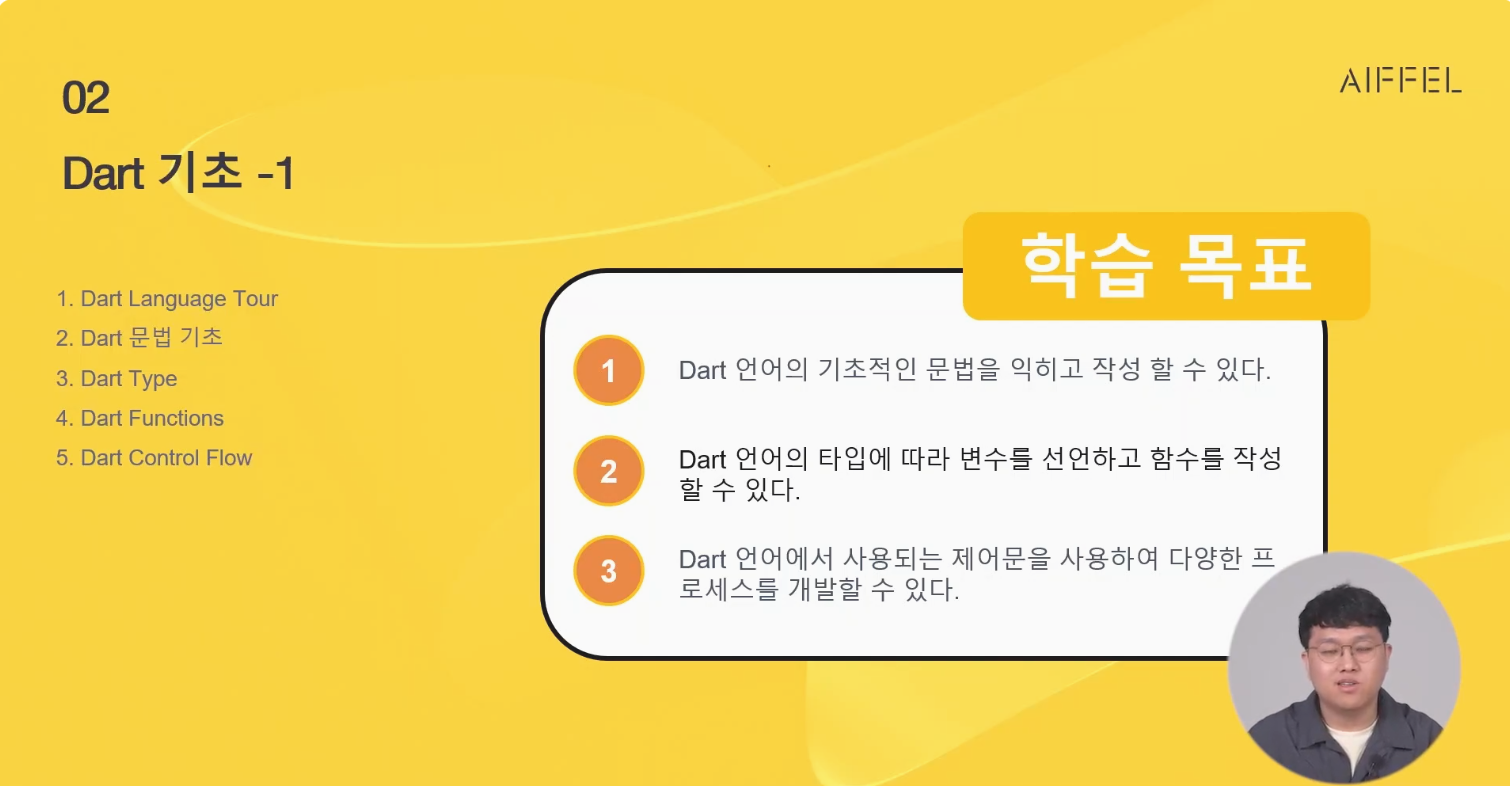 02
AIFFEL
Dart 기초 -1
1. Dart Language Tour
2. Dart 문법 기초
3. Dart Type
4. Dart Functions
5. Dart Control Flow
학습 목표
1
Dart 언어의 기초적인 문법을 익히고 작성 할 수 있다.
2
Dart 언어의 타입에 따라 변수를 선언하고 함수를 작성
할 수 있다.
3
Dart 언어에서 사용되는 제어문을 사용하여 다양한 프
로세스를 개발할 수 있다.